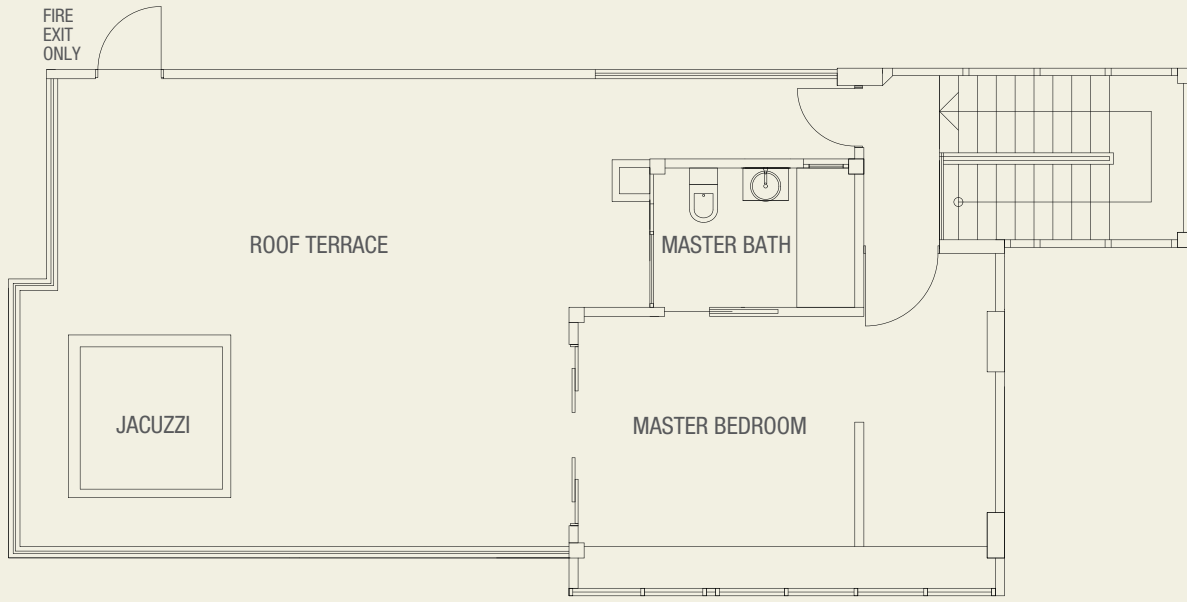 FIRE
EXIT
ONLY
ROOF TERRACE
MASTER BATH
JACUZZI
MASTER BEDROOM